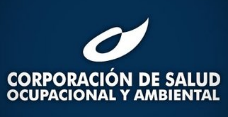 CORPORACIÓN DE SALUD
OCUPACIONAL Y AMBIENTAL